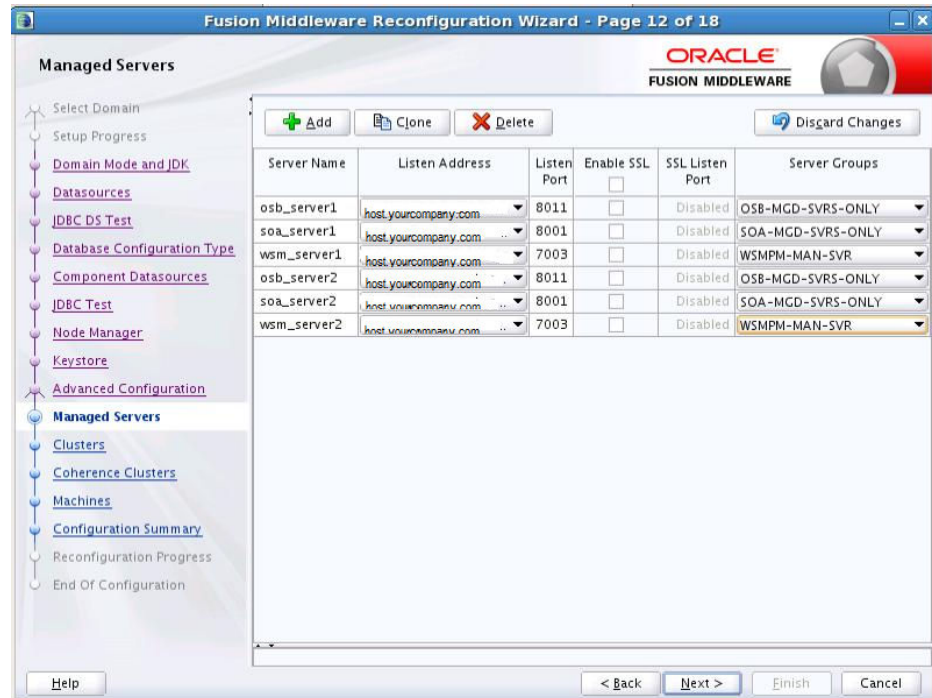 Fusion Middleware Reconfiguration Wizard - Page 12 of 18
Managed Servers
ORACLE
FUSION MIDDLEWARE
Select Domain
Setup Progress
Domain Mode and JDK
Datasources
JDBC DS Test
Database Configuration Type
Component Datasources
JDBC Test
Node Manager
Keystore
Advanced Configuration
Managed Servers
Clusters
Coherence Clusters
Machines
Configuration Summary
Reconfiguration Progress
End Of Configuration
Add Clone Delete Discard Changes
Server Name Listen Address Listen Port Enable SSL SSL Listen Port Server Groups
osb_server1 host.yourcompany.com 8011 Disabled OSB-MGD-SVRS-ONLY
soa_server1 host.yourcompany.com 8001 Disabled SOA-MGD-SVRS-ONLY
wsm_server1 host.yourcompany.com 7003 Disabled WSMPM-MAN-SVR
osb_server2 host.yourcompany.com 8011 Disabled OSB-MGD-SVRS-ONLY
soa_server2 host.yourcompany.com 8001 Disabled SOA-MGD-SVRS-ONLY
wsm_server2 host.yourcompany.com 7003 Disabled WSMPM-MAN-SVR
Help < Back Next > Finish Cancel